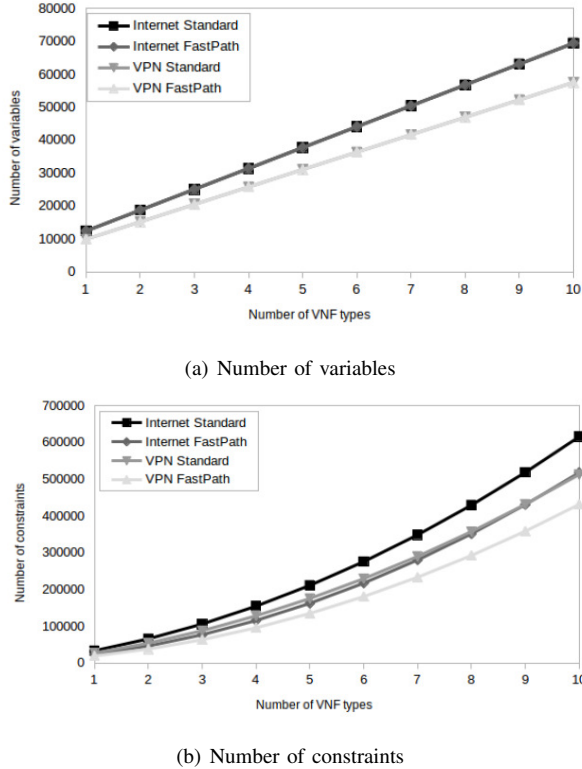 80000
70000
60000
50000
40000
30000
20000
10000
0
Number of variables
Internet Standard
Internet FastPath
VPN Standard
VPN FastPath
1 2 3 4 5 6 7 8 9 10
Number of VNF types
(a) Number of variables
700000
600000
500000
400000
300000
200000
100000
0
Number of constraints
Internet Standard
Internet FastPath
VPN Standard
VPN FastPath
1 2 3 4 5 6 7 8 9 10
Number of VNF types
(b) Number of constraints